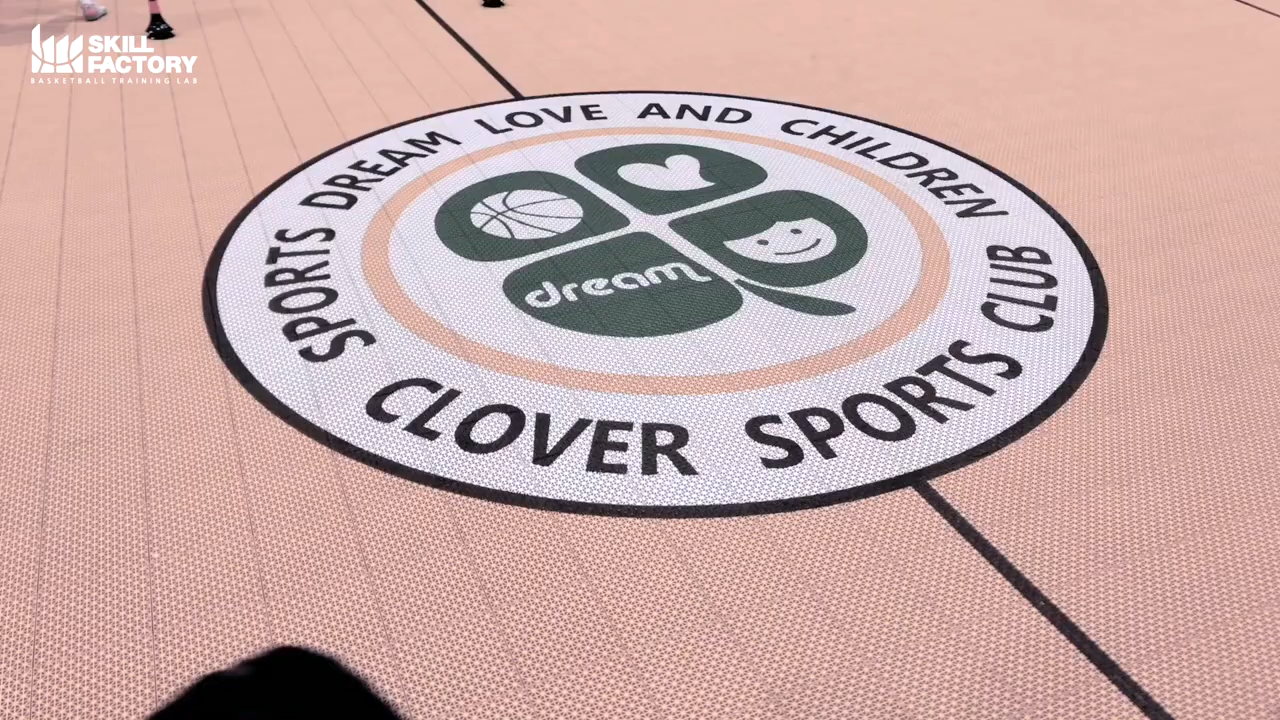 SKILL
FACTORY
BASKETBALL TRAINING LAB
SPORTS DREAM LOVE AND CHILDREN
dream
CLOVER SPORTS CLUB